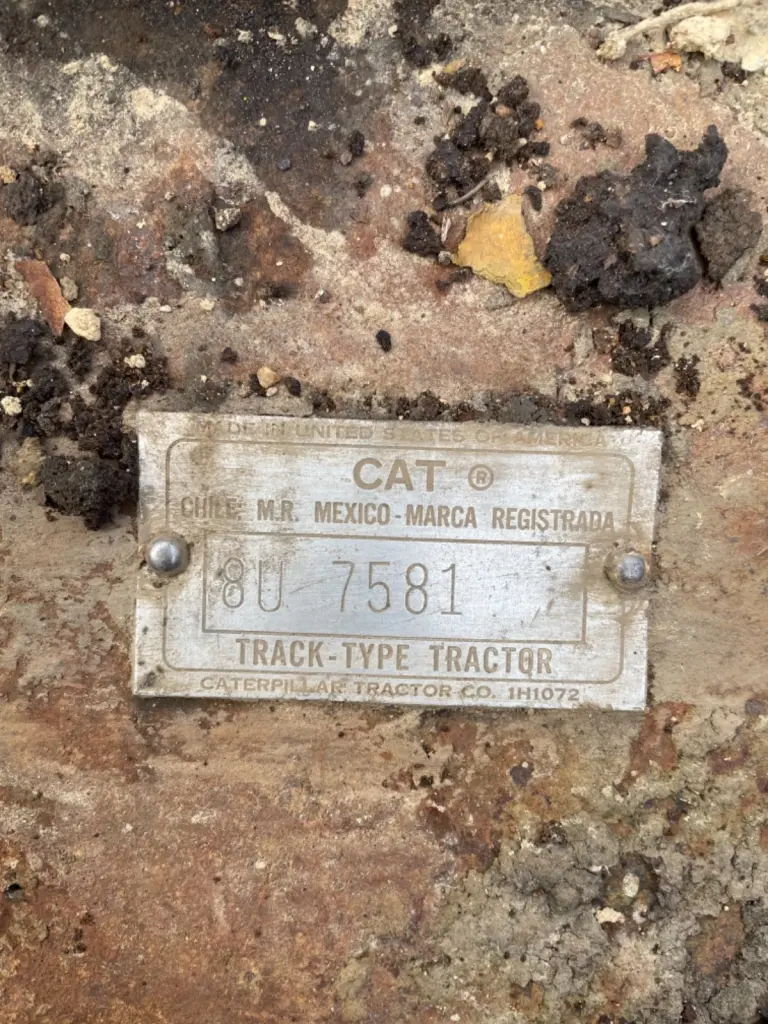 MADE IN UNITED STATES OF AMERICA
CAT ®
CHILE: M.R. MEXICO-MARCA REGISTRADA
8U 7581
TRACK-TYPE TRACTOR
CATERPILLAR TRACTOR CO. 1H1072